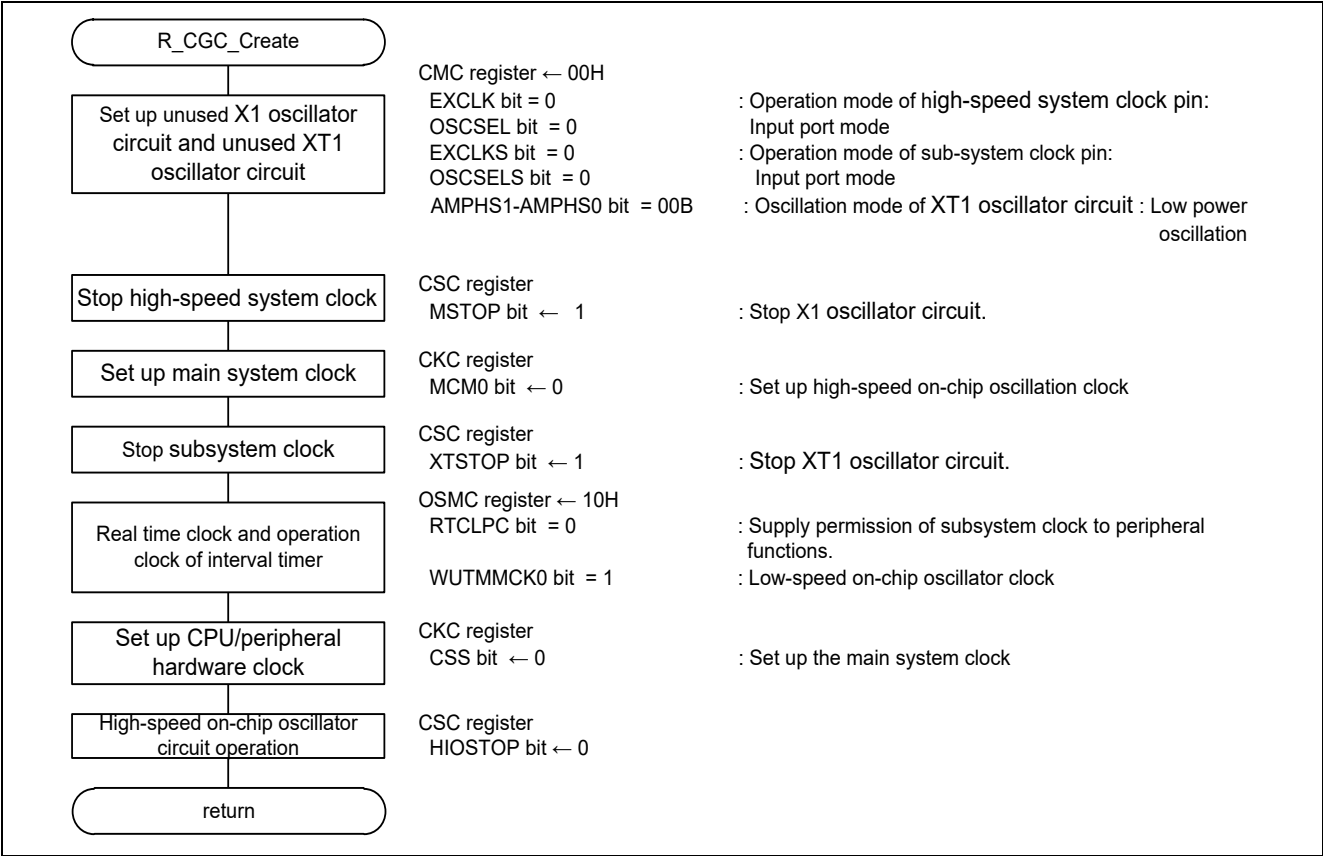 R_CGC_Create
Set up unused X1 oscillator
circuit and unused XT1
oscillator circuit
CMC register ← 00H
EXCLK bit = 0 : Operation mode of high-speed system clock pin:
OSCSEL bit = 0 Input port mode
EXCLKS bit = 0 : Operation mode of sub-system clock pin:
OSCSELS bit = 0 Input port mode
AMPHS1-AMPHS0 bit = 00B : Oscillation mode of XT1 oscillator circuit : Low power
oscillation
Stop high-speed system clock
CSC register
MSTOP bit ← 1 : Stop X1 oscillator circuit.
Set up main system clock
CKC register
MCM0 bit ← 0 : Set up high-speed on-chip oscillation clock
Stop subsystem clock
CSC register
XTSTOP bit ← 1 : Stop XT1 oscillator circuit.
Real time clock and operation
clock of interval timer
OSMC register ← 10H
RTCLPC bit = 0 : Supply permission of subsystem clock to peripheral
functions.
WUTMMCK0 bit = 1 : Low-speed on-chip oscillator clock
Set up CPU/peripheral
hardware clock
CKC register
CSS bit ← 0 : Set up the main system clock
High-speed on-chip oscillator
circuit operation
CSC register
HIOSTOP bit ← 0
return